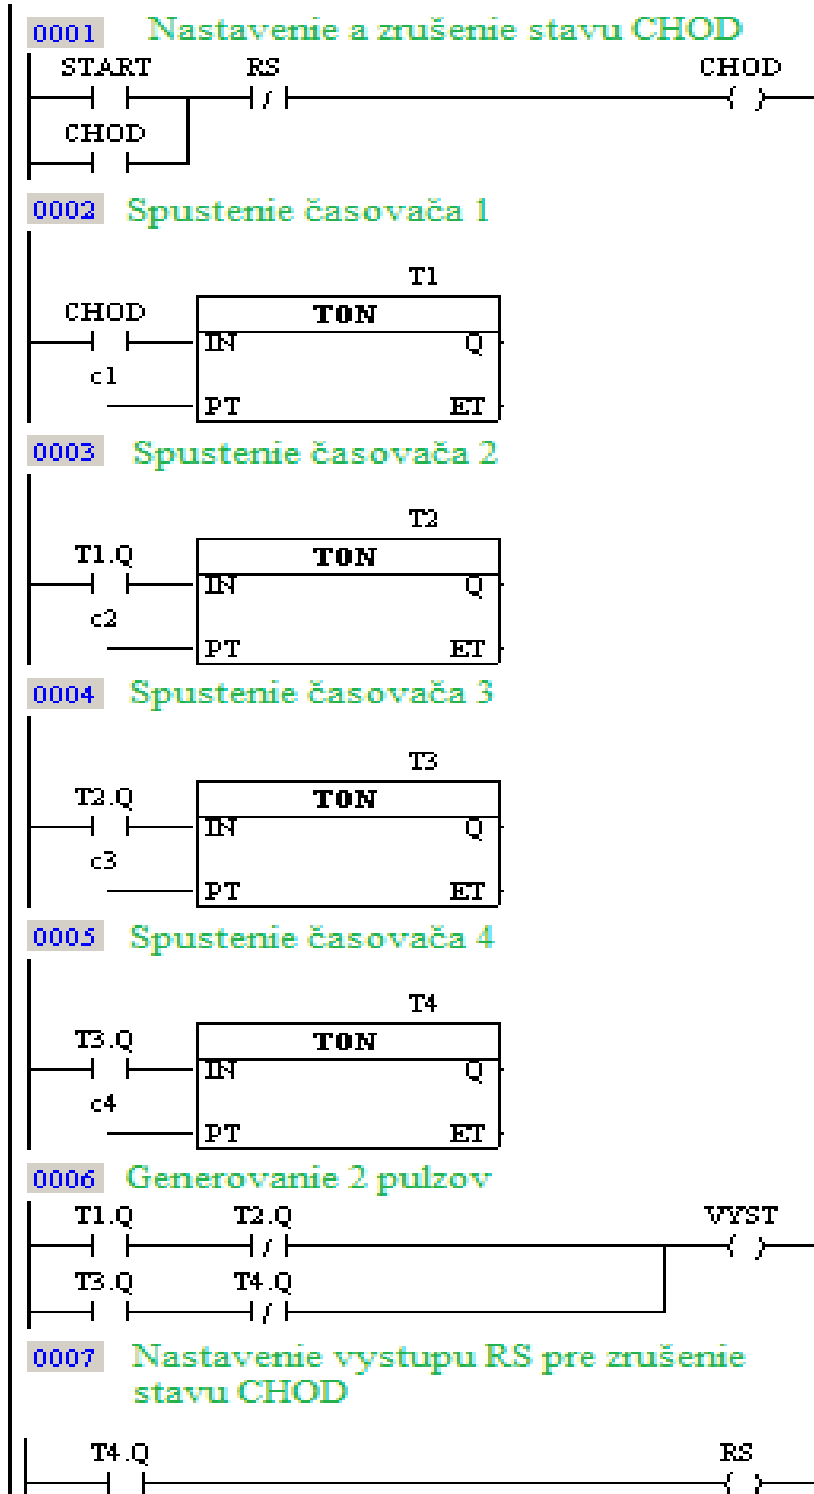 0001 Nastavenie a zrušenie stavu CHOD
START RS CHOD
CHOD
0002 Spustenie časovača 1
T1
CHOD TON
IN Q
c1
PT ET
0003 Spustenie časovača 2
T2
T1.Q TON
IN Q
c2
PT ET
0004 Spustenie časovača 3
T3
T2.Q TON
IN Q
c3
PT ET
0005 Spustenie časovača 4
T4
T3.Q TON
IN Q
c4
PT ET
0006 Generovanie 2 pulzov
T1.Q T2.Q VYST
T3.Q T4.Q
0007 Nastavenie vystupu RS pre zrušenie
stavu CHOD
T4.Q RS